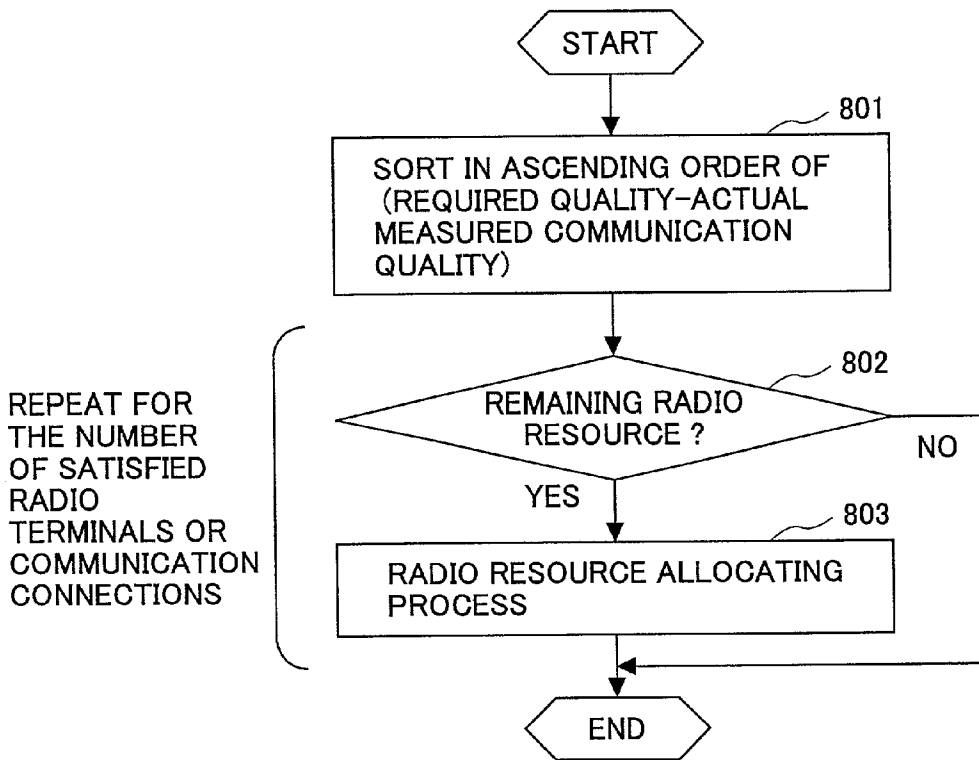 START
801
SORT IN ASCENDING ORDER OF
(REQUIRED QUALITY-ACTUAL
MEASURED COMMUNICATION
QUALITY)
802
REMAINING RADIO
RESOURCE ?
NO
YES
REPEAT FOR
THE NUMBER
OF SATISFIED
RADIO
TERMINALS OR
COMMUNICATION
CONNECTIONS
803
RADIO RESOURCE ALLOCATING
PROCESS
END